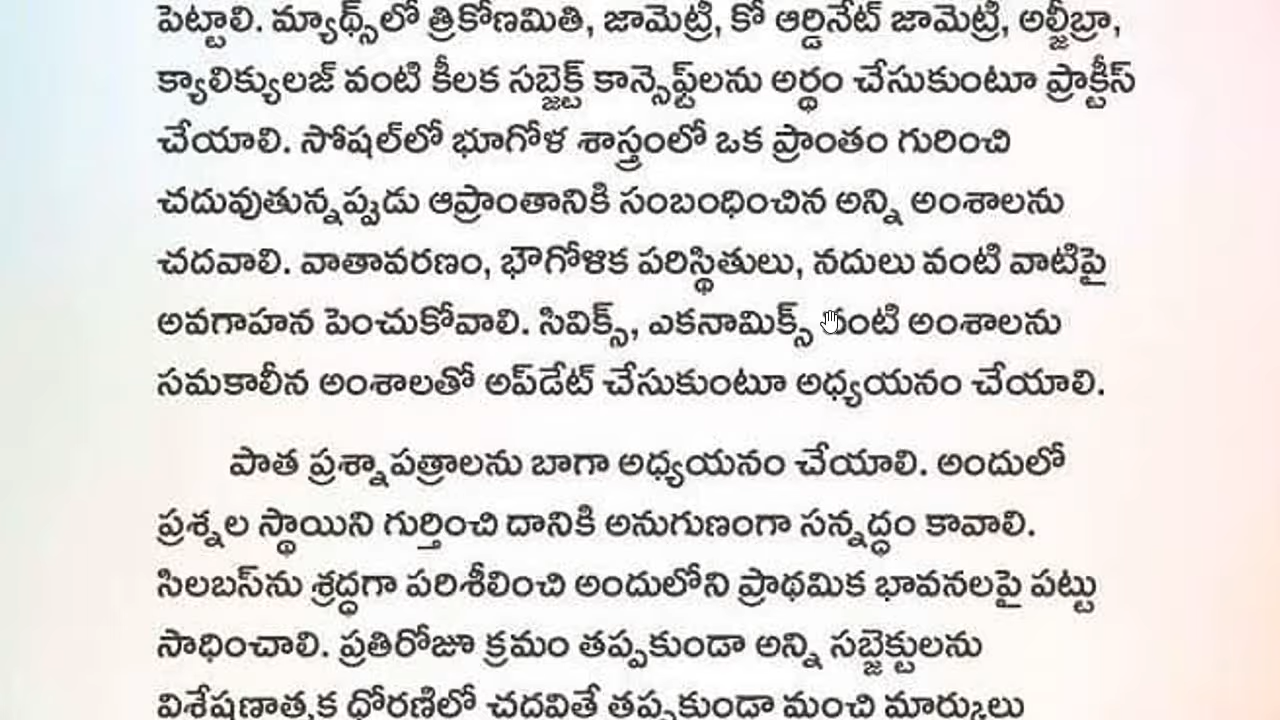 పెట్టాలి. మ్యాథ్స్‌లో త్రికోణమితి, జామెట్రీ, కో ఆర్డినేట్ జామెట్రీ, అల్జీబ్రా,
క్యాలిక్యులజ్ వంటి కీలక సబ్జెక్ట్ కాన్సెప్ట్‌లను అర్థం చేసుకుంటూ ప్రాక్టీస్
చేయాలి. సోషల్‌లో భూగోళ శాస్త్రంలో ఒక ప్రాంతం గురించి
చదువుతున్నప్పుడు ఆప్రాంతానికి సంబంధించిన అన్ని అంశాలను
చదవాలి. వాతావరణం, భౌగోళిక పరిస్థితులు, నదులు వంటి వాటిపై
అవగాహన పెంచుకోవాలి. సివిక్స్, ఎకనామిక్స్ వంటి అంశాలను
సమకాలీన అంశాలతో అప్‌డేట్ చేసుకుంటూ అధ్యయనం చేయాలి.
పాత ప్రశ్నాపత్రాలను బాగా అధ్యయనం చేయాలి. అందులో
ప్రశ్నల స్థాయిని గుర్తించి దానికి అనుగుణంగా సన్నద్ధం కావాలి.
సిలబస్‌ను శ్రద్ధగా పరిశీలించి అందులోని ప్రాథమిక భావనలపై పట్టు
సాధించాలి. ప్రతిరోజూ క్రమం తప్పకుండా అన్ని సబ్జెక్టులను
విశేషణాత్మక ధోరణిలో చదవితే తప్పకుండా మంచి మార్కులు